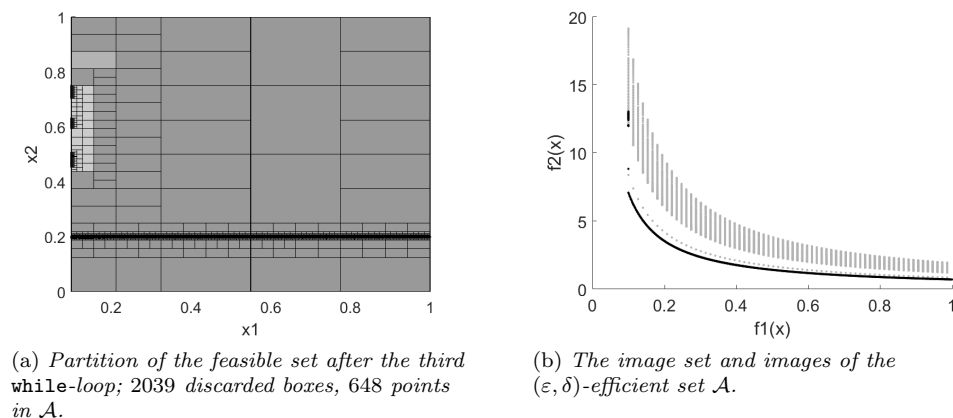 1
0.8
0.6
0.4
0.2
0
x2
0.2
0.4
0.6
0.8
1
x1
20
15
10
5
0
f2(x)
0
0.2
0.4
0.6
0.8
1
f1(x)
(a) Partition of the feasible set after the third
while-loop; 2039 discarded boxes, 648 points
in 𝒜.
(b) The image set and images of the
(ε, δ)-efficient set 𝒜.